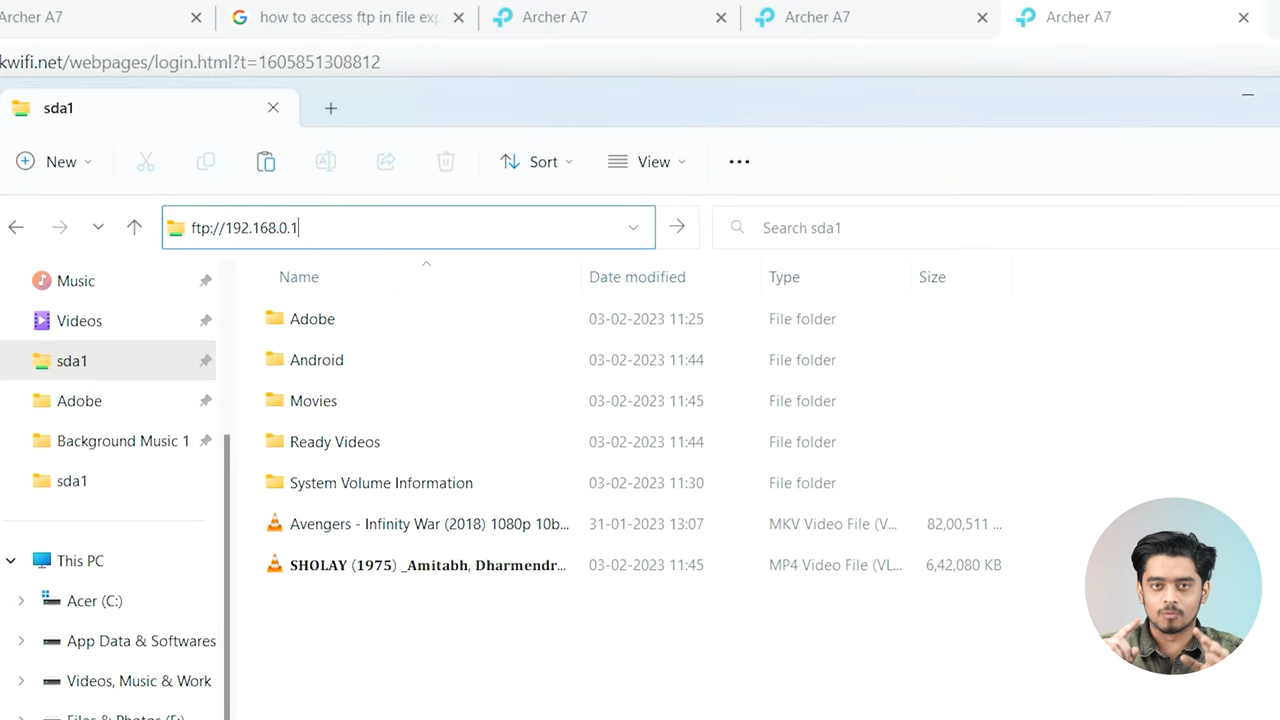 Archer A7
how to access ftp in file exp
Archer A7
Archer A7
Archer A7
kwifi.net/webpages/login.html?t=1605851308812
sda1
New
Sort
View
ftp://192.168.0.1
Search sda1
Music
Videos
sda1
Adobe
Background Music 1
sda1
This PC
Acer (C:)
App Data & Softwares
Videos, Music & Work
Name Date modified Type Size
Adobe 03-02-2023 11:25 File folder
Android 03-02-2023 11:44 File folder
Movies 03-02-2023 11:45 File folder
Ready Videos 03-02-2023 11:44 File folder
System Volume Information 03-02-2023 11:30 File folder
Avengers - Infinity War (2018) 1080p 10b... 31-01-2023 13:07 MKV Video File (V... 82,00,511 ...
SHOLAY (1975) _Amitabh, Dharmendr... 03-02-2023 11:45 MP4 Video File (VL... 6,42,080 KB